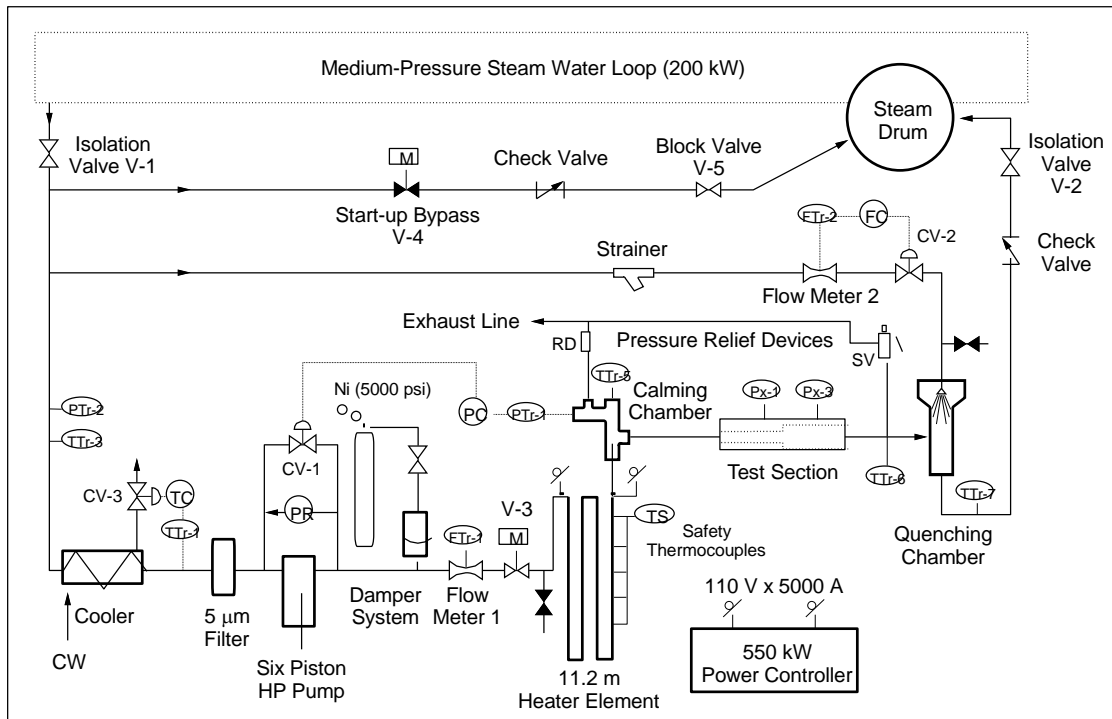 Medium-Pressure Steam Water Loop (200 kW)
Steam
Drum
Isolation
Valve V-1
M
Check Valve
Block Valve
V-5
Isolation
Valve
V-2
Start-up Bypass
V-4
FTr-2
FC
CV-2
Strainer
Check
Valve
Flow Meter 2
Exhaust Line
RD
Pressure Relief Devices
SV
TTr-5
Ni (5000 psi)
Calming
Chamber
Px-1
Px-3
PTr-2
PC
PTr-1
TTr-3
CV-1
Test Section
TTr-6
CV-3
TC
PR
V-3
TTr-7
TTr-1
FTr-1
M
TS
Safety
Thermocouples
Quenching
Chamber
Cooler
5 µm
Filter
Damper
System
Flow
Meter 1
110 V x 5000 A
CW
Six Piston
HP Pump
11.2 m
Heater Element
550 kW
Power Controller